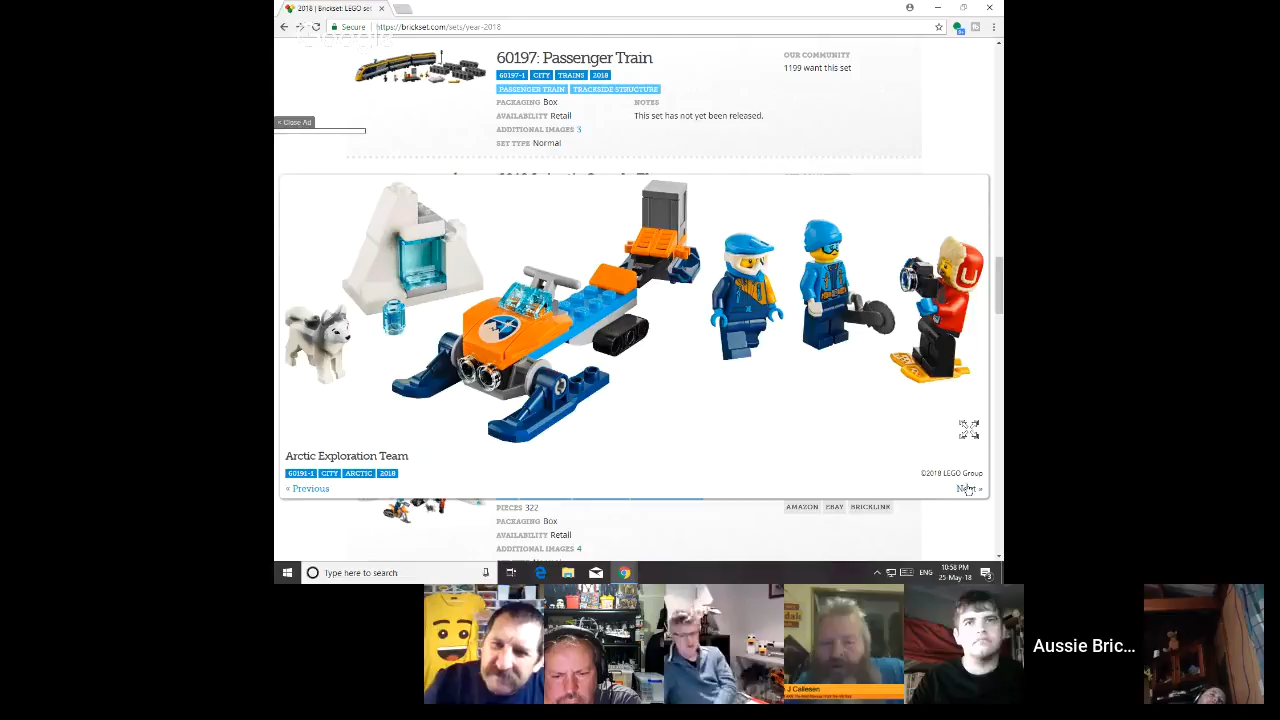 2018 | Brickset: LEGO set
Secure
https://brickset.com/sets/year-2018
60197: Passenger Train
60197-1 CITY TRAINS 2018
PASSENGER TRAIN TRACKSIDE STRUCTURE
PACKAGING Box
NOTES
AVAILABILITY Retail
This set has not yet been released.
ADDITIONAL IMAGES 3
SET TYPE Normal
OUR COMMUNITY
1199 want this set
× Close Ad
Arctic Exploration Team
60191-1 CITY ARCTIC 2018
©2018 LEGO Group
« Previous
Next »
PIECES 322
AMAZON EBAY BRICKLINK
PACKAGING Box
AVAILABILITY Retail
ADDITIONAL IMAGES 4
Type here to search
ENG
10:58 PM
25-May-18
3
J Callesen
Aussie Bric...